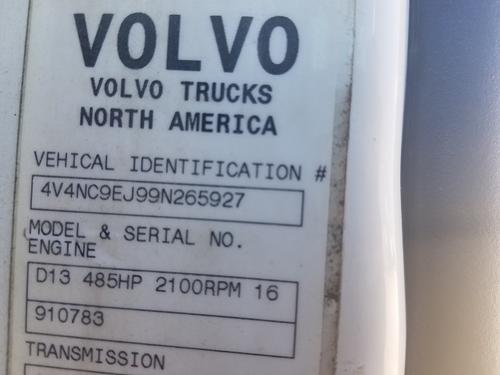 VOLVO
VOLVO TRUCKS
NORTH AMERICA
VEHICAL IDENTIFICATION #
4V4NC9EJ99N265927
MODEL & SERIAL NO.
ENGINE
D13 485HP 2100RPM 16
910783
TRANSMISSION